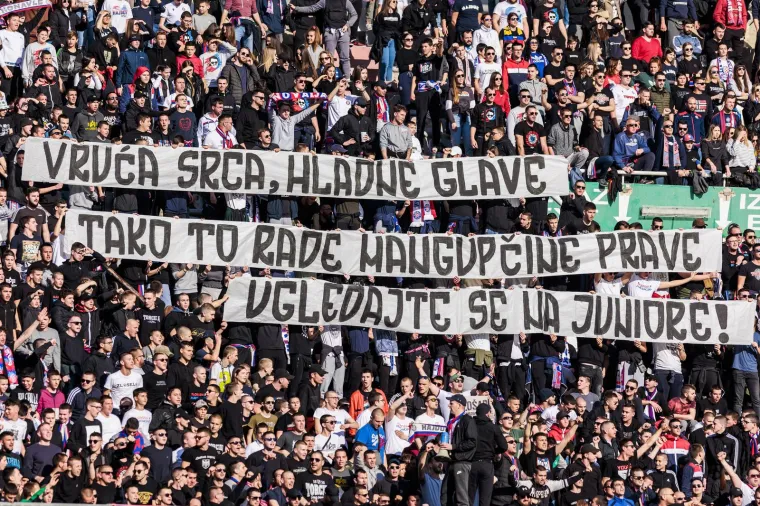 VRUĆA SRCA, HLADNE GLAVE
TAKO TO RADE MANGUPČINE PRAVE
UGLEDAJTE SE NA JUNIORE!